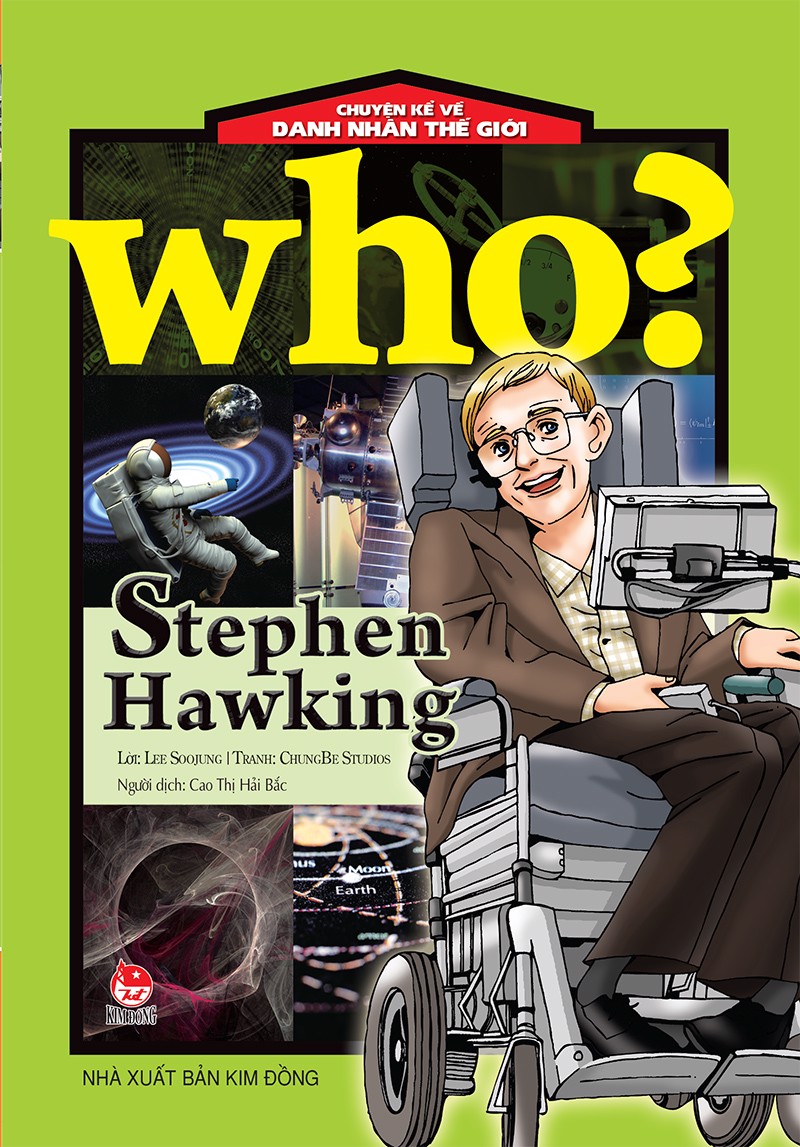 CHUYỆN KỂ VỀ
DANH NHÂN THẾ GIỚI
who?
Stephen
Hawking
LỜI: LEE SOOJUNG | TRANH: CHUNGBE STUDIOS
Người dịch: Cao Thị Hải Bắc
Moon
Earth
KIM ĐỒNG
NHÀ XUẤT BẢN KIM ĐỒNG